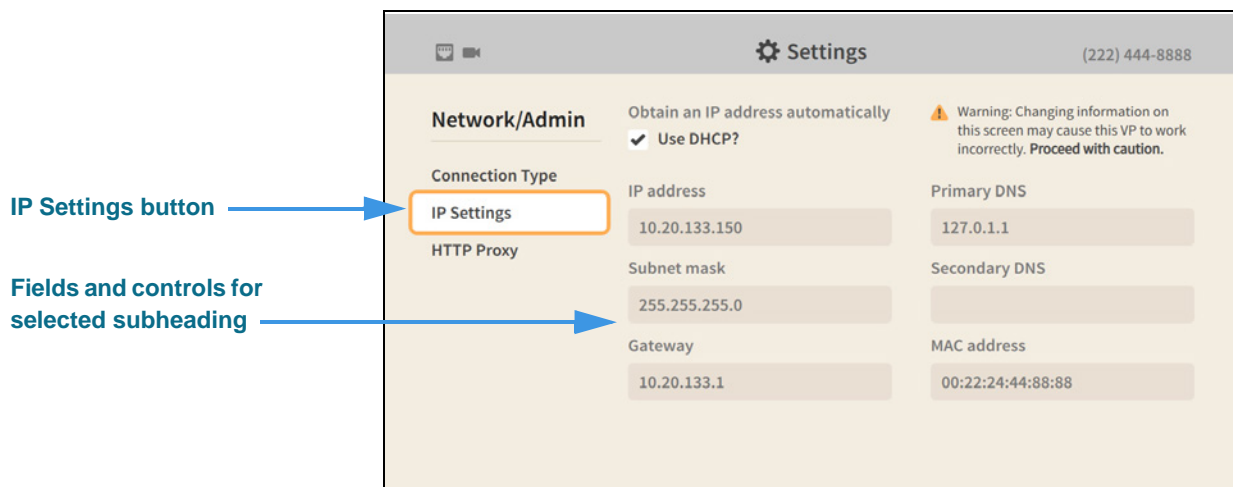 Settings
(222) 444-8888
Network/Admin
Connection Type
IP Settings
HTTP Proxy
IP Settings button
Fields and controls for
selected subheading
Obtain an IP address automatically
Use DHCP?
IP address
10.20.133.150
Subnet mask
255.255.255.0
Gateway
10.20.133.1
Warning: Changing information on
this screen may cause this VP to work
incorrectly. Proceed with caution.
Primary DNS
127.0.1.1
Secondary DNS
MAC address
00:22:24:44:88:88